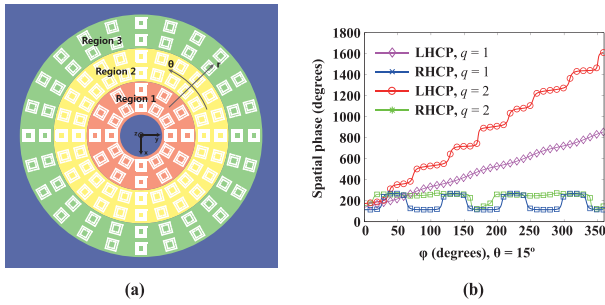 Region 3
Region 2
Region 1
θ
r
z
y
x
(a)
Spatial phase (degrees)
1800
1600
1400
1200
1000
800
600
400
200
0
LHCP, q = 1
RHCP, q = 1
LHCP, q = 2
RHCP, q = 2
0 50 100 150 200 250 300 350
φ (degrees), θ = 15º
(b)